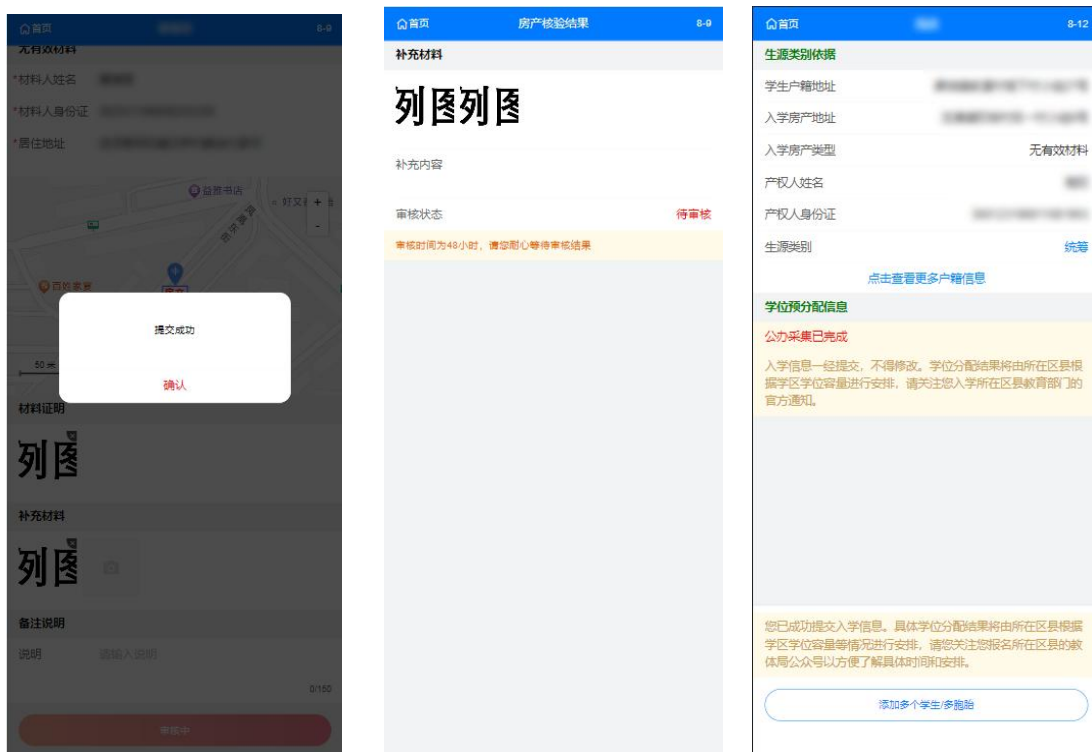 首页
8-9
无有效材料
*材料人姓名
*材料人身份证
*居住地址
益智书店
好又
百姓家宴
50 米
提交成功
确认
材料证明
列图
补充材料
列图
备注说明
说明 请输入说明
0/150
审核中
首页 房产核验结果 8-9
补充材料
列图列图
补充内容
审核状态 待审核
审核时间为48小时，请您耐心等待审核结果
首页 8-12
生源类别依据
学生户籍地址
入学房产地址
入学房产类型 无有效材料
产权人姓名
产权人身份证
生源类别 统筹
点击查看更多户籍信息
学位预分配信息
公办采集已完成
入学信息一经提交，不得修改。学位分配结果将由所在区县根
据学区学位容量进行安排，请关注您入学所在区县教育部门的
官方通知。
您已成功提交入学信息。具体学位分配结果将由所在区县根据
学区学位容量等情况进行安排，请您关注您报名所在区县的教
体局公众号以方便了解具体时间和安排。
添加多个学生/多胞胎